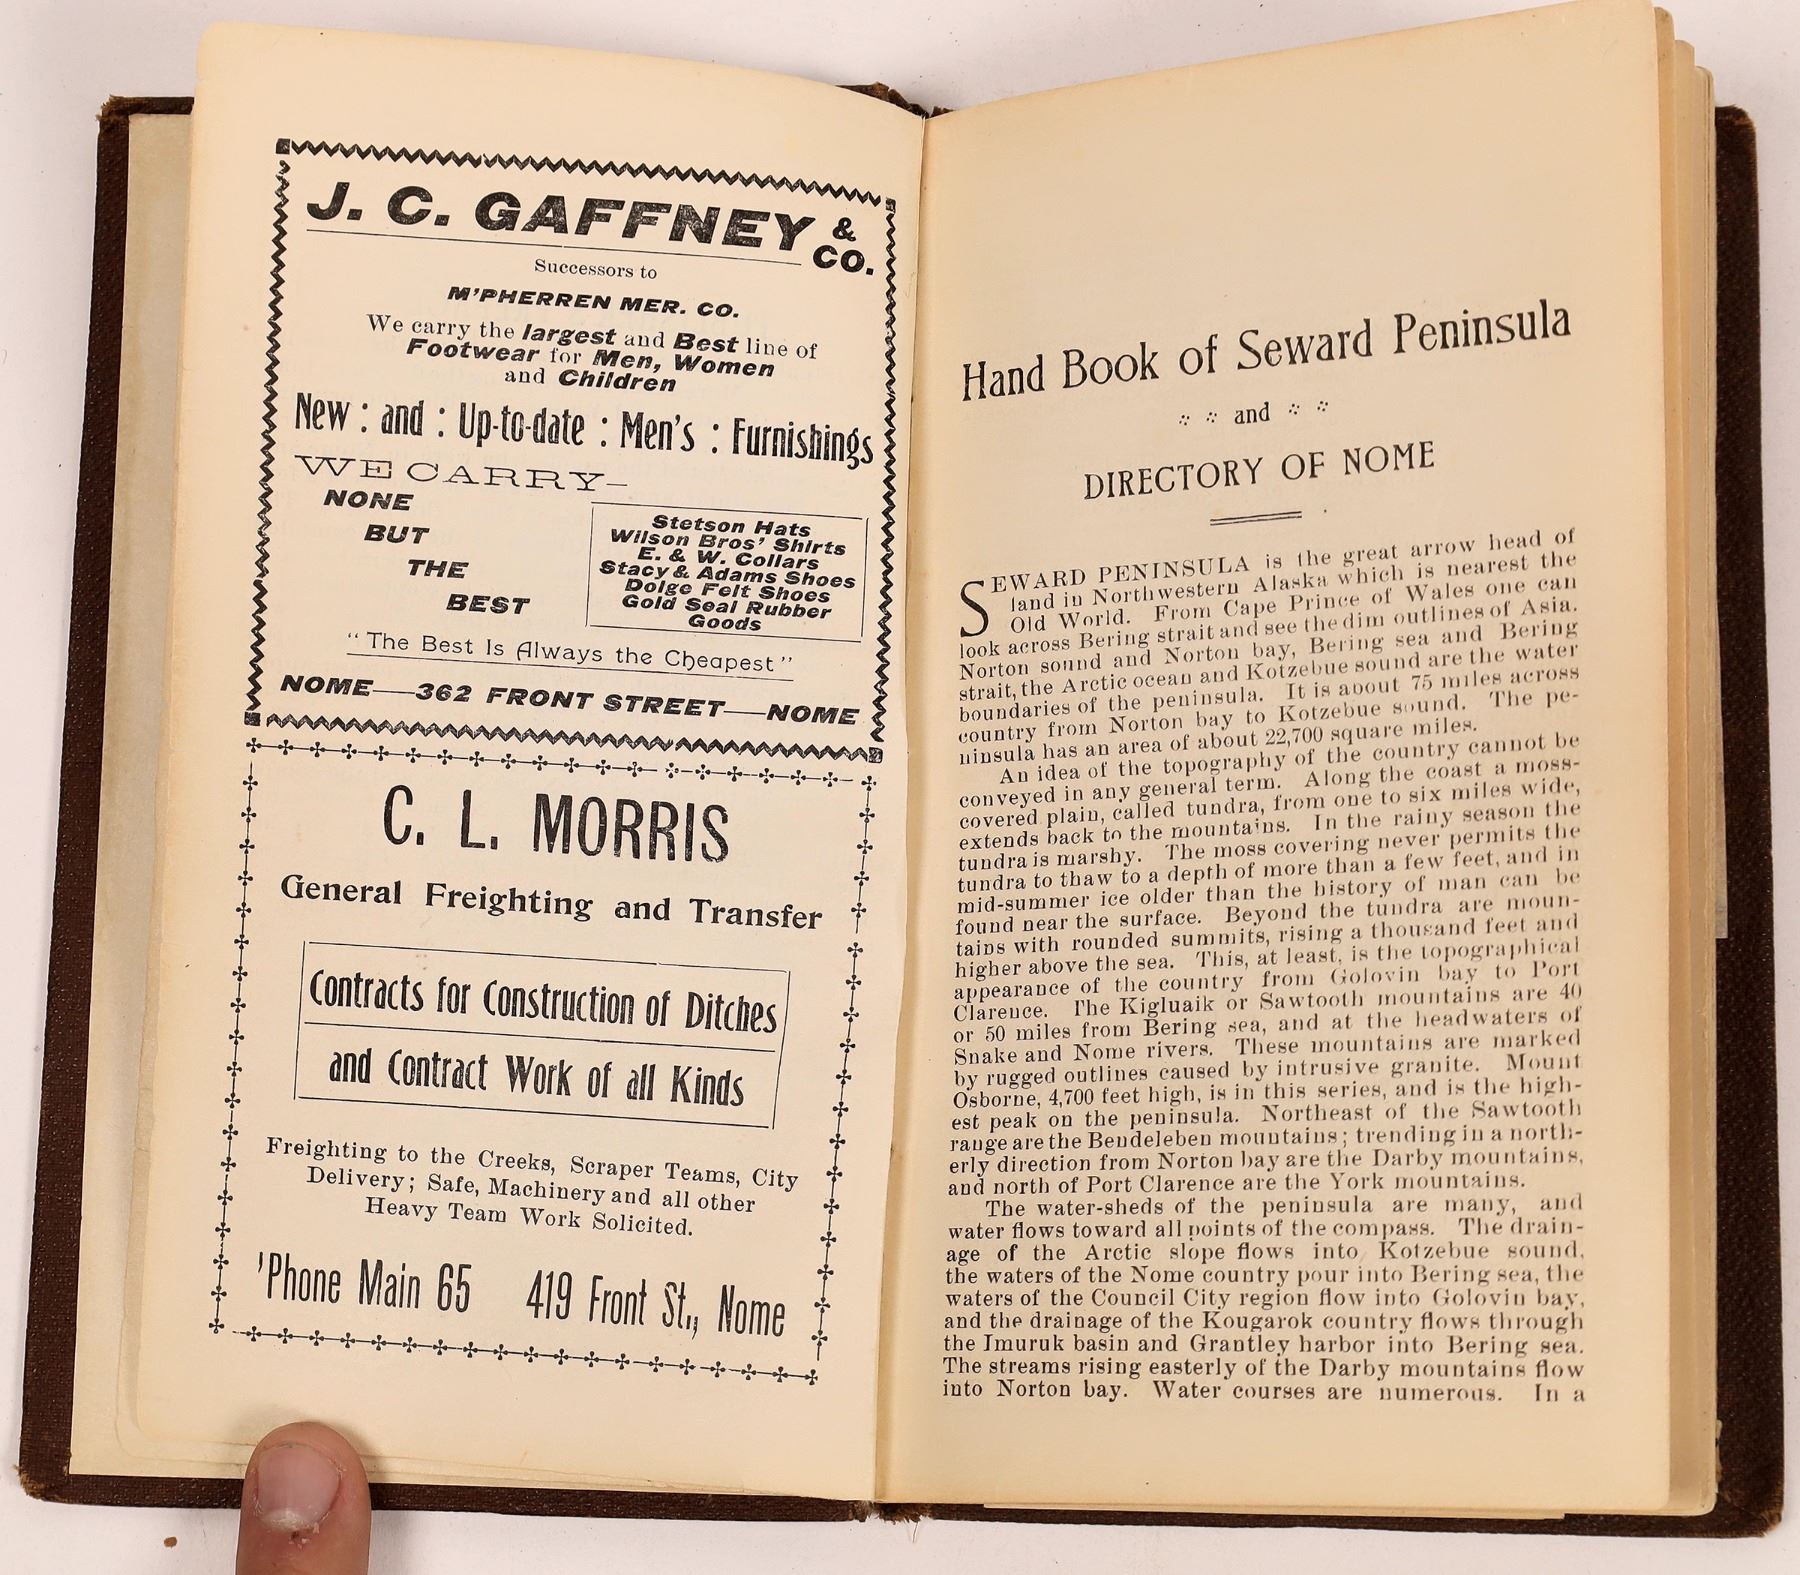 J. C. GAFFNEY & CO.
Successors to
M'PHERREN MER. CO.
We carry the largest and Best line of
Footwear for Men, Women
and Children
New : and : Up-to-date : Men's : Furnishings
WE CARRY—
NONE
BUT
THE
BEST
Stetson Hats
Wilson Bros' Shirts
E. & W. Collars
Stacy & Adams Shoes
Dolge Felt Shoes
Gold Seal Rubber
Goods
"The Best Is Always the Cheapest"
NOME—362 FRONT STREET—NOME
C. L. MORRIS
General Freighting and Transfer
Contracts for Construction of Ditches
and Contract Work of all Kinds
Freighting to the Creeks, Scraper Teams, City
Delivery; Safe, Machinery and all other
Heavy Team Work Solicited.
'Phone Main 65 419 Front St., Nome
Hand Book of Seward Peninsula
and
DIRECTORY OF NOME
SEWARD PENINSULA is the great arrow head of
land in Northwestern Alaska which is nearest the
Old World. From Cape Prince of Wales one can
look across Bering strait and see the dim outlines of Asia.
Norton sound and Norton bay, Bering sea and Bering
strait, the Arctic ocean and Kotzebue sound are the water
boundaries of the peninsula. It is about 75 miles across
country from Norton bay to Kotzebue sound. The pe-
ninsula has an area of about 22,700 square miles.
An idea of the topography of the country cannot be
conveyed in any general term. Along the coast a moss-
covered plain, called tundra, from one to six miles wide,
extends back to the mountains. In the rainy season the
tundra is marshy. The moss covering never permits the
tundra to thaw to a depth of more than a few feet, and in
mid-summer ice older than the history of man can be
found near the surface. Beyond the tundra are moun-
tains with rounded summits, rising a thousand feet and
higher above the sea. This, at least, is the topographical
appearance of the country from Golovin bay to Port
Clarence. The Kigluaik or Sawtooth mountains are 40
or 50 miles from Bering sea, and at the headwaters of
Snake and Nome rivers. These mountains are marked
by rugged outlines caused by intrusive granite. Mount
Osborne, 4,700 feet high, is in this series, and is the high-
est peak on the peninsula. Northeast of the Sawtooth
range are the Bendeleben mountains; trending in a north-
erly direction from Norton bay are the Darby mountains,
and north of Port Clarence are the York mountains.
The water-sheds of the peninsula are many, and
water flows toward all points of the compass. The drain-
age of the Arctic slope flows into Kotzebue sound,
the waters of the Nome country pour into Bering sea, the
waters of the Council City region flow into Golovin bay,
and the drainage of the Kougarok country flows through
the Imuruk basin and Grantley harbor into Bering sea.
The streams rising easterly of the Darby mountains flow
into Norton bay. Water courses are numerous. In a